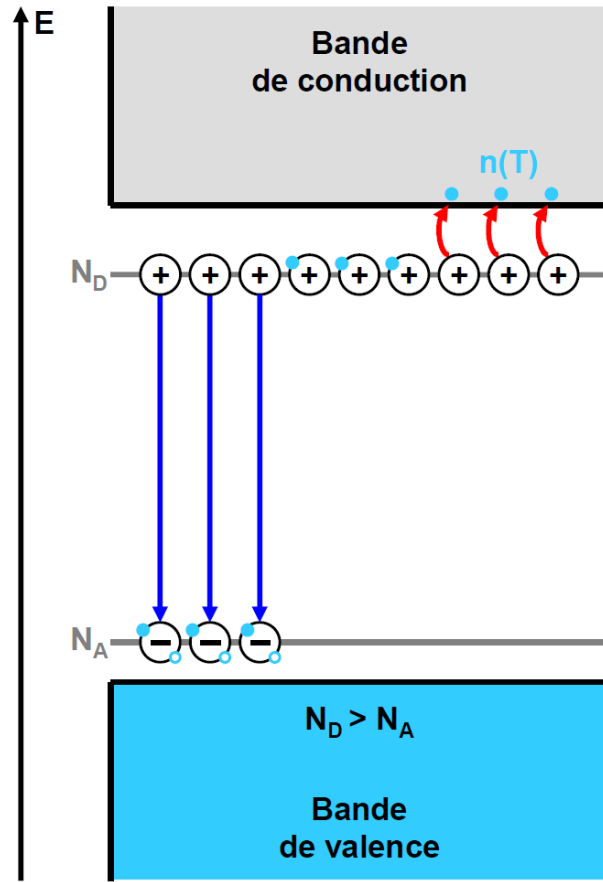 E
Bande
de conduction
n(T)
N_D
+ + + + + + + + +
N_A
− − −
N_D > N_A
Bande
de valence